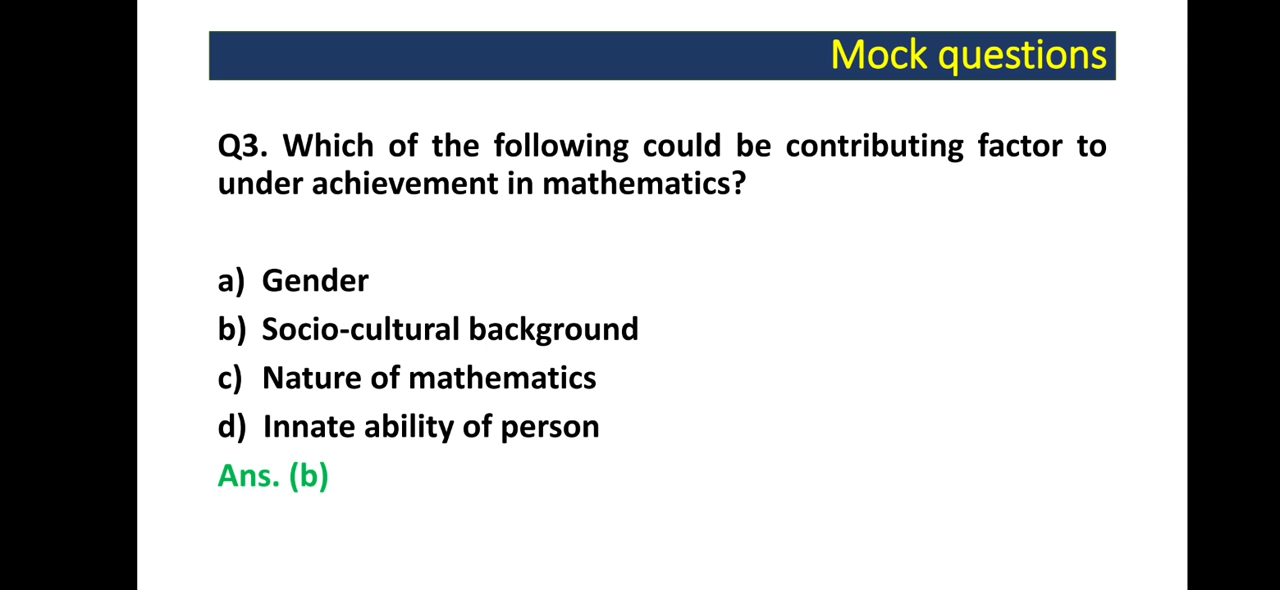 Mock questions
Q3. Which of the following could be contributing factor to
under achievement in mathematics?
a) Gender
b) Socio-cultural background
c) Nature of mathematics
d) Innate ability of person
Ans. (b)